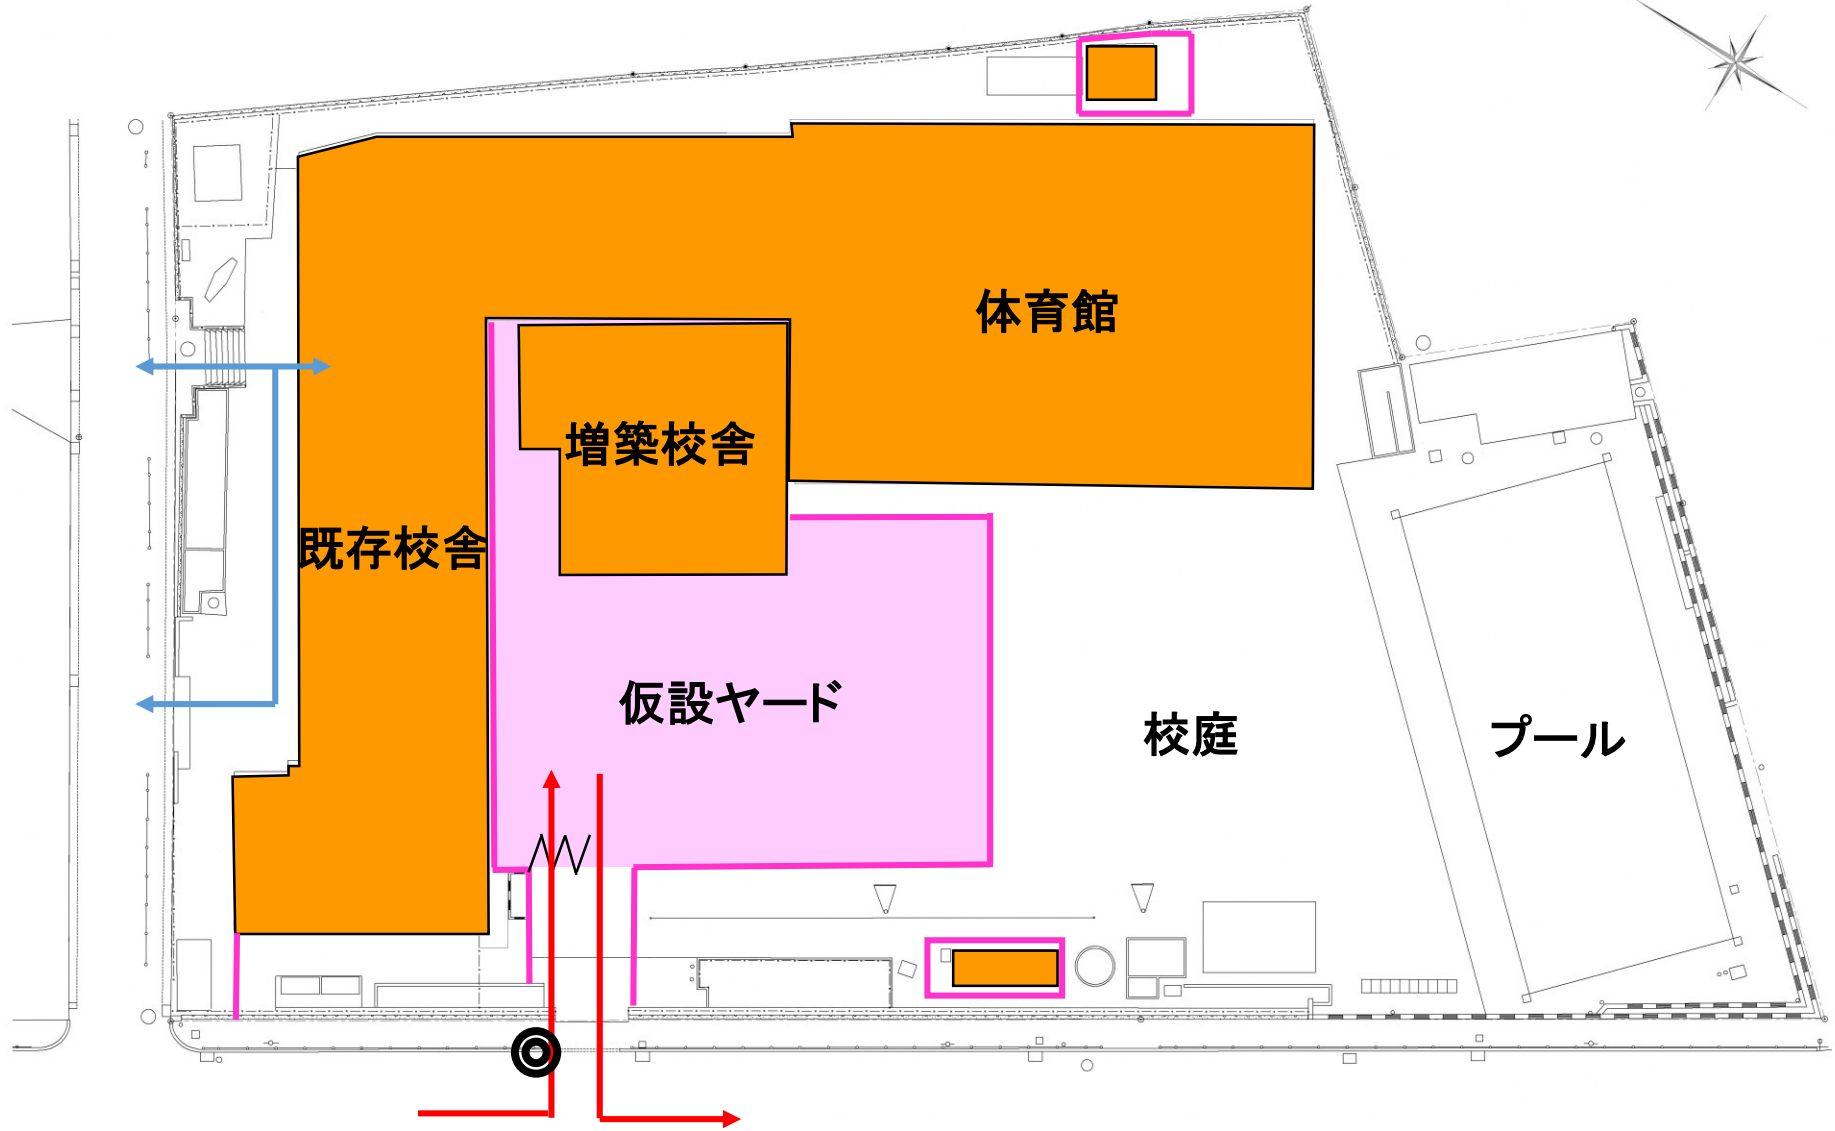 体育館
増築校舎
既存校舎
仮設ヤード
校庭
プール